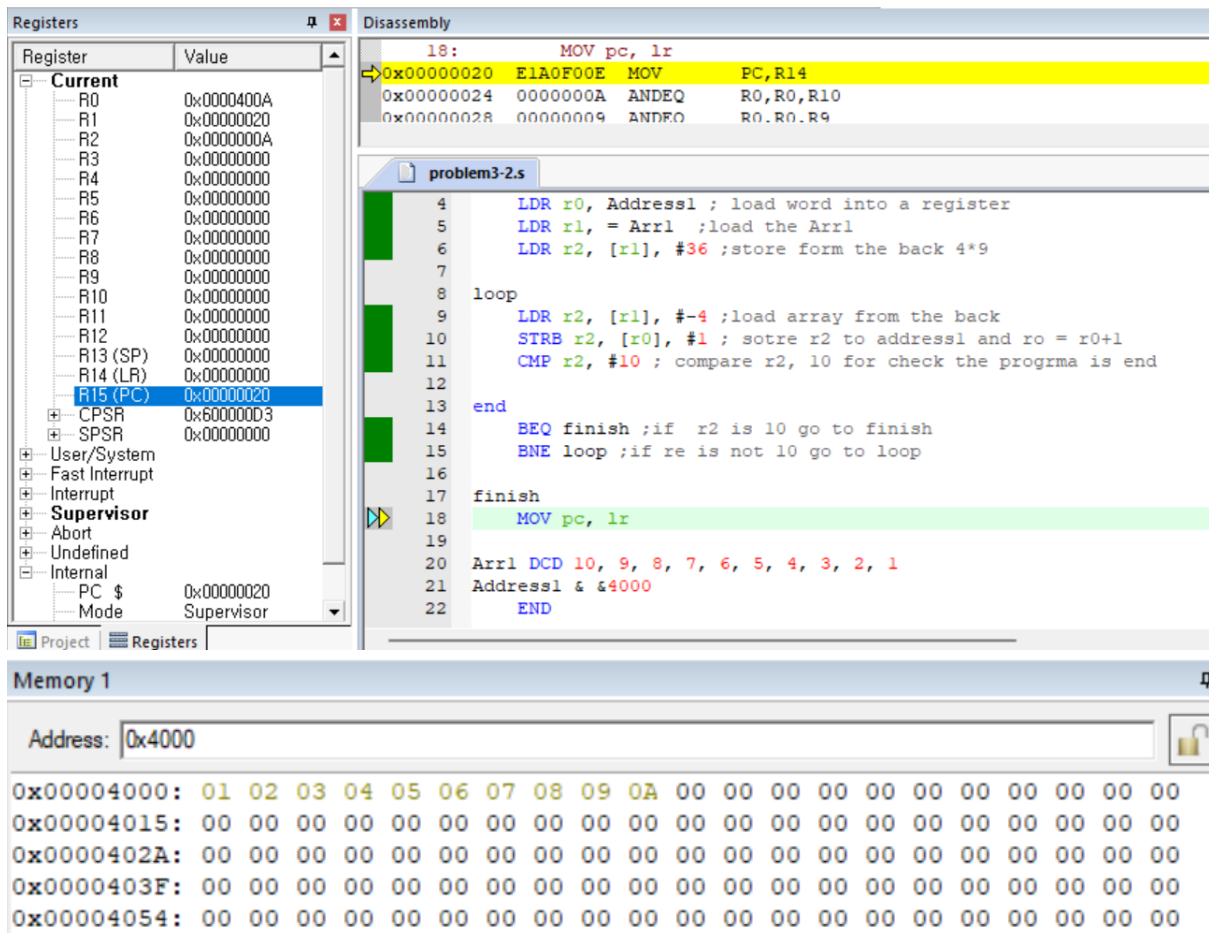 Registers
Register Value
Current
R0 0x0000400A
R1 0x00000020
R2 0x0000000A
R3 0x00000000
R4 0x00000000
R5 0x00000000
R6 0x00000000
R7 0x00000000
R8 0x00000000
R9 0x00000000
R10 0x00000000
R11 0x00000000
R12 0x00000000
R13 (SP) 0x00000000
R14 (LR) 0x00000000
R15 (PC) 0x00000020
CPSR 0x600000D3
SPSR 0x00000000
User/System
Fast Interrupt
Interrupt
Supervisor
Abort
Undefined
Internal
PC $ 0x00000020
Mode Supervisor
Project Registers
Disassembly
18: MOV pc, lr
0x00000020 E1A0F00E MOV PC,R14
0x00000024 0000000A ANDEQ R0,R0,R10
0x00000028 00000009 ANDEQ R0,R0,R9
problem3-2.s
4 LDR r0, Address1 ; load word into a register
5 LDR r1, = Arr1 ;load the Arr1
6 LDR r2, [r1], #36 ;store form the back 4*9
7
8 loop
9 LDR r2, [r1], #-4 ;load array from the back
10 STRB r2, [r0], #1 ; sotre r2 to address1 and ro = r0+1
11 CMP r2, #10 ; compare r2, 10 for check the progrma is end
12
13 end
14 BEQ finish ;if r2 is 10 go to finish
15 BNE loop ;if re is not 10 go to loop
16
17 finish
18 MOV pc, lr
19
20 Arr1 DCD 10, 9, 8, 7, 6, 5, 4, 3, 2, 1
21 Address1 & &4000
22 END
Memory 1
Address: 0x4000
0x00004000: 01 02 03 04 05 06 07 08 09 0A 00 00 00 00 00 00 00 00 00 00 00
0x00004015: 00 00 00 00 00 00 00 00 00 00 00 00 00 00 00 00 00 00 00 00 00
0x0000402A: 00 00 00 00 00 00 00 00 00 00 00 00 00 00 00 00 00 00 00 00 00
0x0000403F: 00 00 00 00 00 00 00 00 00 00 00 00 00 00 00 00 00 00 00 00 00
0x00004054: 00 00 00 00 00 00 00 00 00 00 00 00 00 00 00 00 00 00 00 00 00